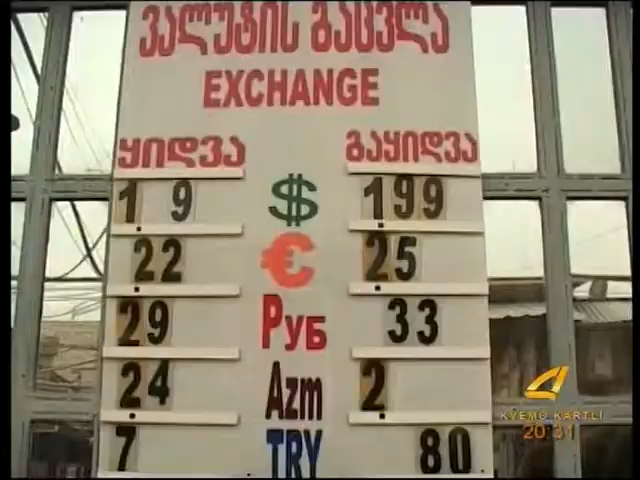 ვალუტის გაცვლა
EXCHANGE
ყიდვა გაყიდვა
1 9 $ 199
22 € 25
29 Руб 33
24 Azm 2
7 TRY 80
KVEMO KARTLI
20:31